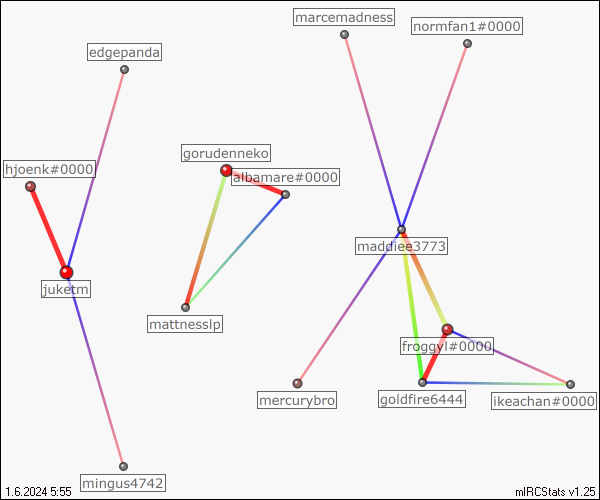 marcemadness
normfan1#0000
edgepanda
gorudenneko
hjoenk#0000
albamare#0000
maddiee3773
juketm
mattnesslp
froggyl#0000
mercurybro
goldfire6444
ikeachan#0000
mingus4742
1.6.2024 5:55
mIRCStats v1.25